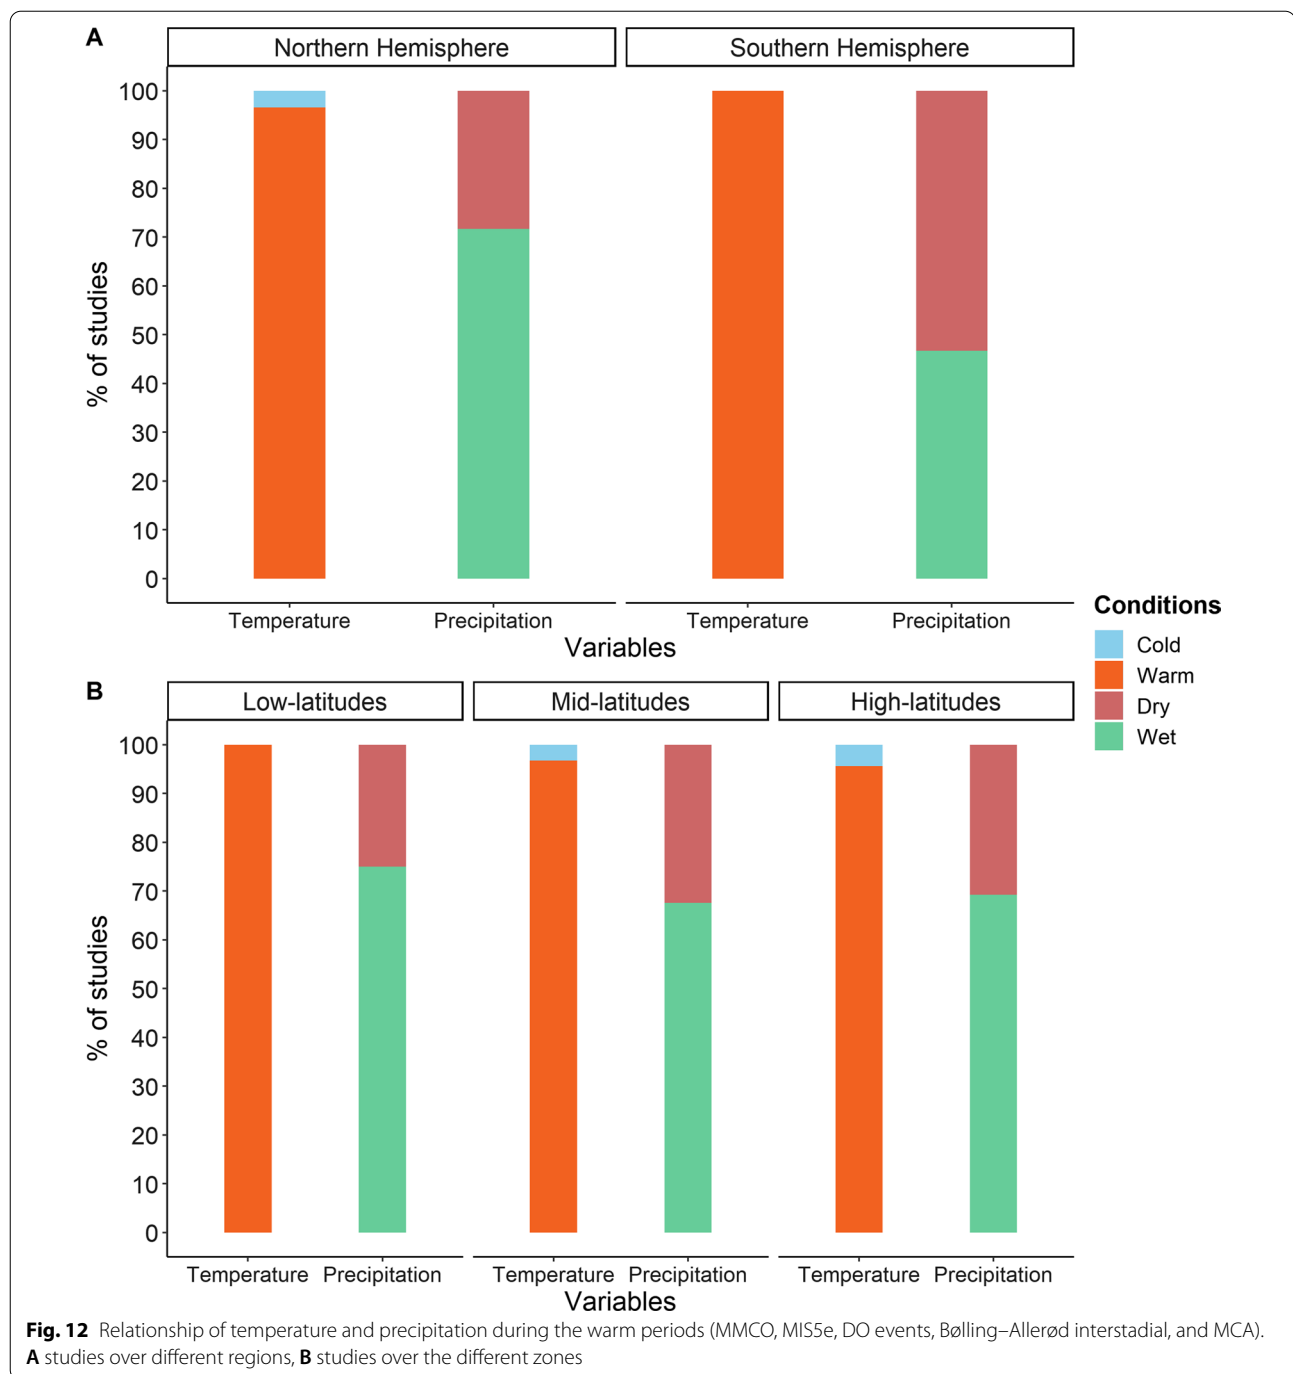 A
Northern Hemisphere
Southern Hemisphere
% of studies
100
90
80
70
60
50
40
30
20
10
0
Temperature
Precipitation
Temperature
Precipitation
Variables
Conditions
Cold
Warm
Dry
Wet
B
Low-latitudes
Mid-latitudes
High-latitudes
% of studies
100
90
80
70
60
50
40
30
20
10
0
Temperature
Precipitation
Temperature
Precipitation
Temperature
Precipitation
Variables
Fig. 12 Relationship of temperature and precipitation during the warm periods (MMCO, MIS5e, DO events, Bølling–Allerød interstadial, and MCA).
A studies over different regions, B studies over the different zones